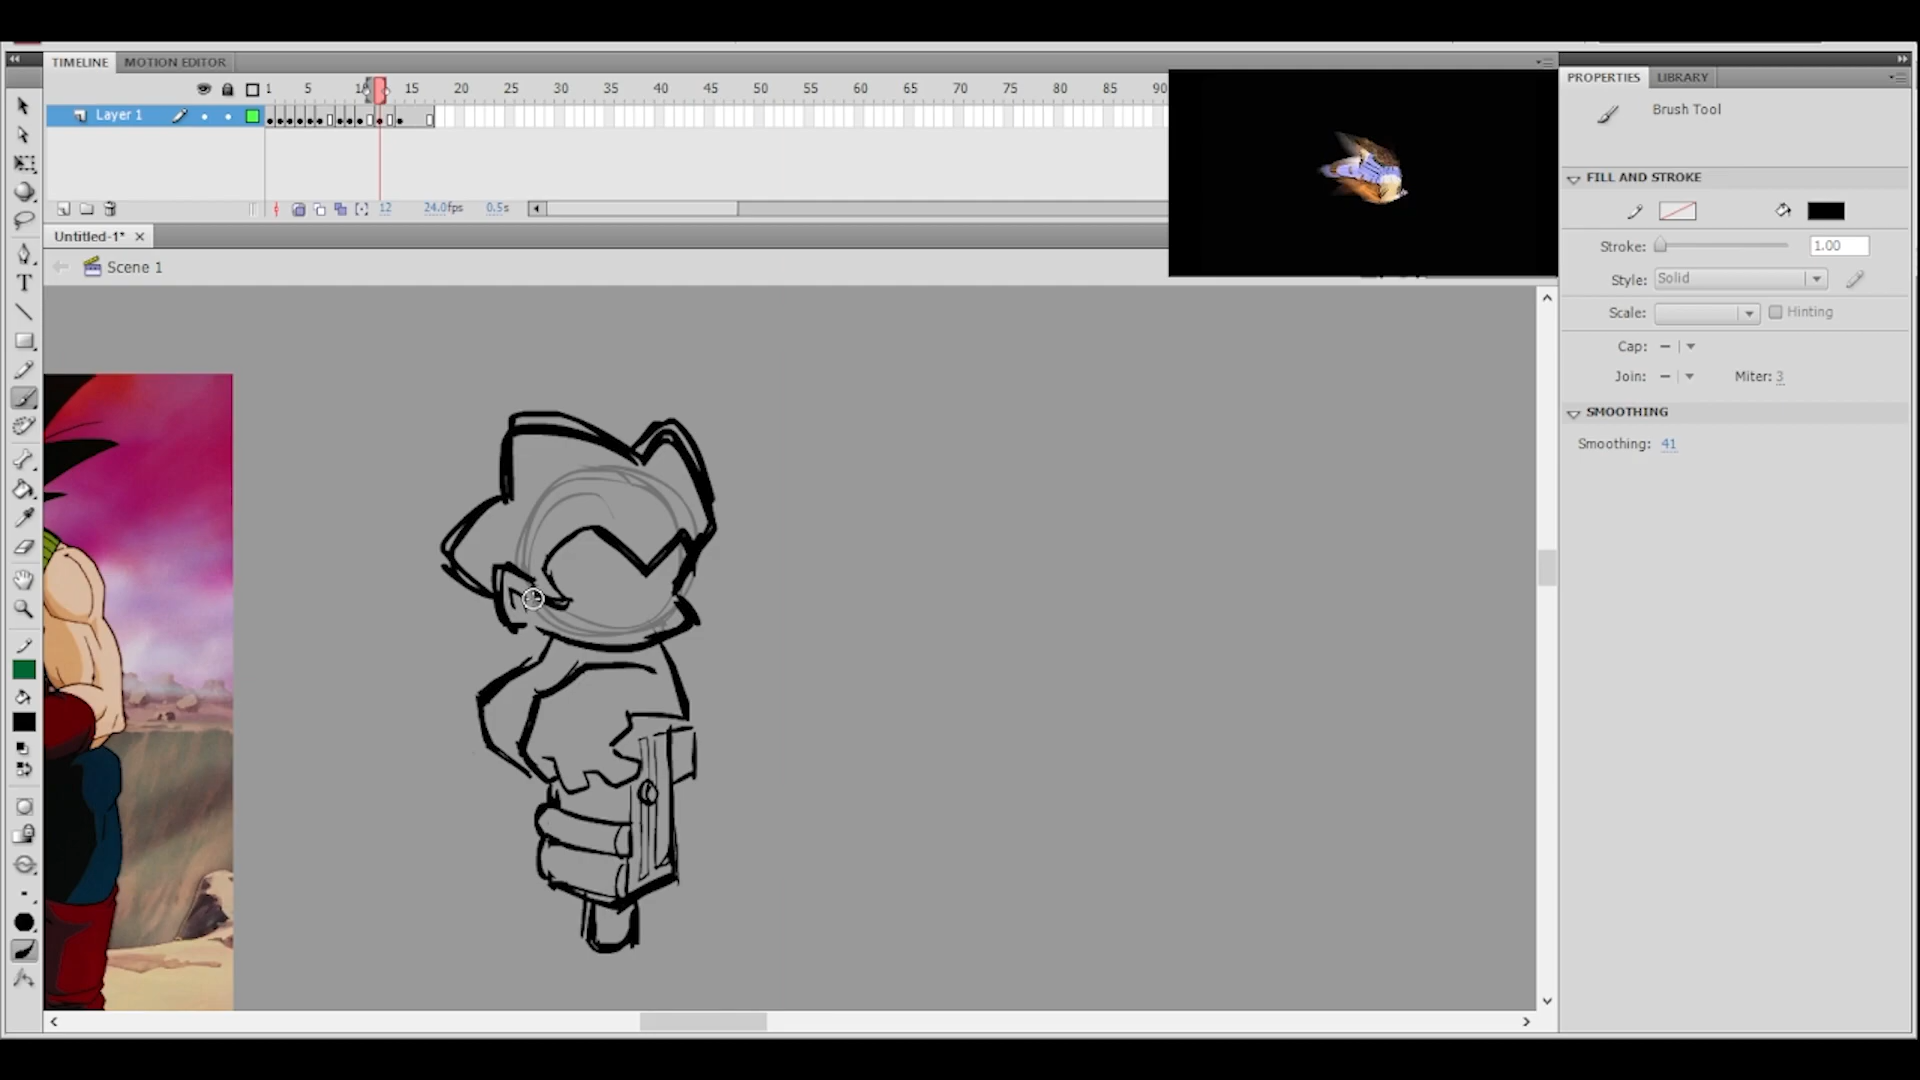 TIMELINE MOTION EDITOR
1 5 10 15 20 25 30 35 40 45 50 55 60 65 70 75 80 85 90
Layer 1
12 24.0fps 0.5s
Untitled-1*
Scene 1
PROPERTIES LIBRARY
Brush Tool
FILL AND STROKE
Stroke: 1.00
Style: Solid
Scale: Hinting
Cap:
Join: Miter: 3
SMOOTHING
Smoothing: 41